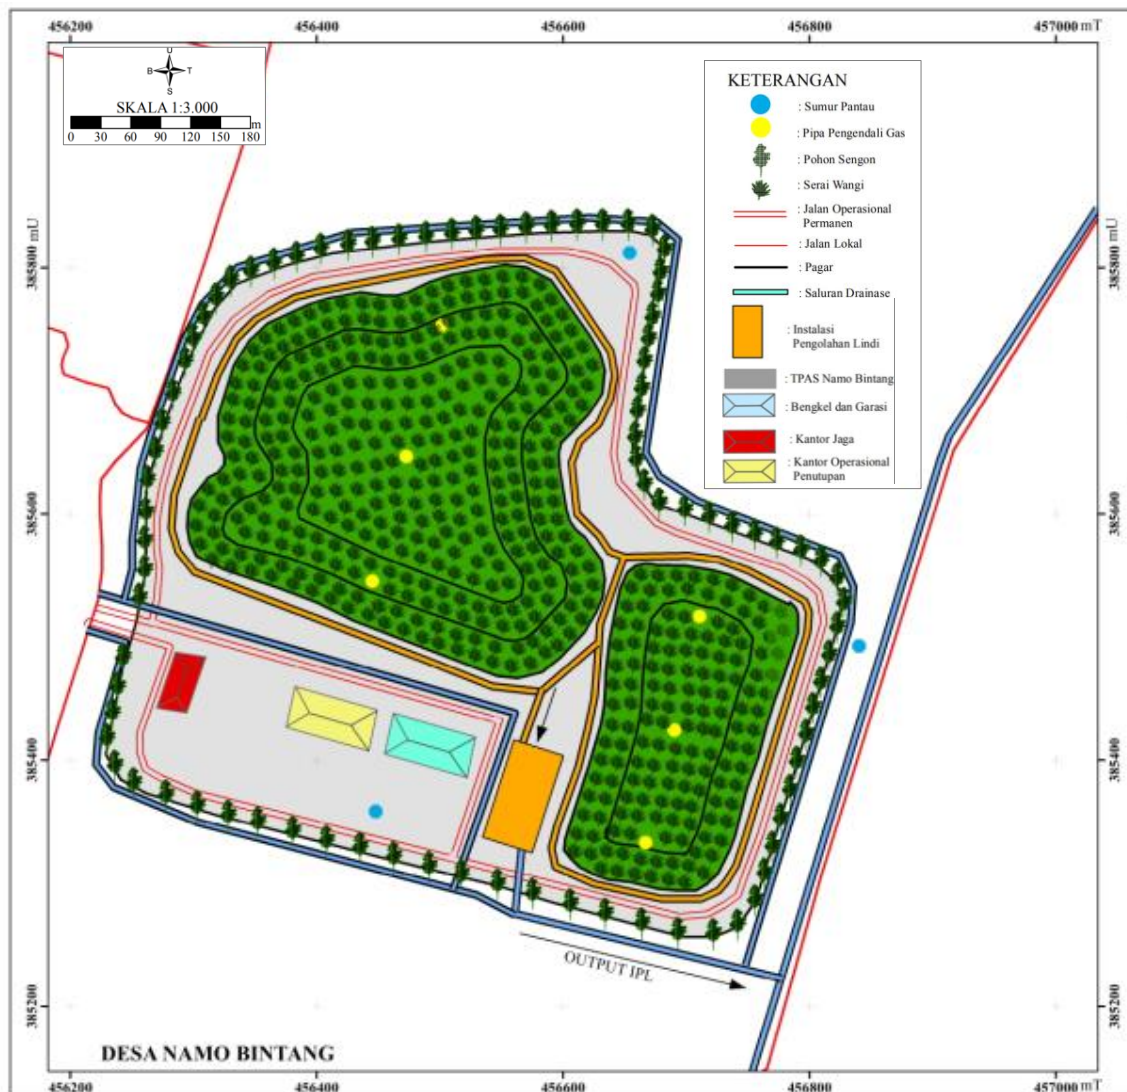 456200 456400 456600 456800 457000 mT
U
B T
S
SKALA 1:3.000
m
0 30 60 90 120 150 180
KETERANGAN
: Sumur Pantau
: Pipa Pengendali Gas
: Pohon Sengon
: Serai Wangi
: Jalan Operasional
Permanen
: Jalan Lokal
: Pagar
: Saluran Drainase
: Instalasi
Pengolahan Lindi
: TPAS Namo Bintang
: Bengkel dan Garasi
: Kantor Jaga
: Kantor Operasional
Penutupan
385800 mU
385600
385400
385200
385800 mU
385600
385400
385200
OUTPUT IPL
DESA NAMO BINTANG
456200 456400 456600 456800 457000 mT